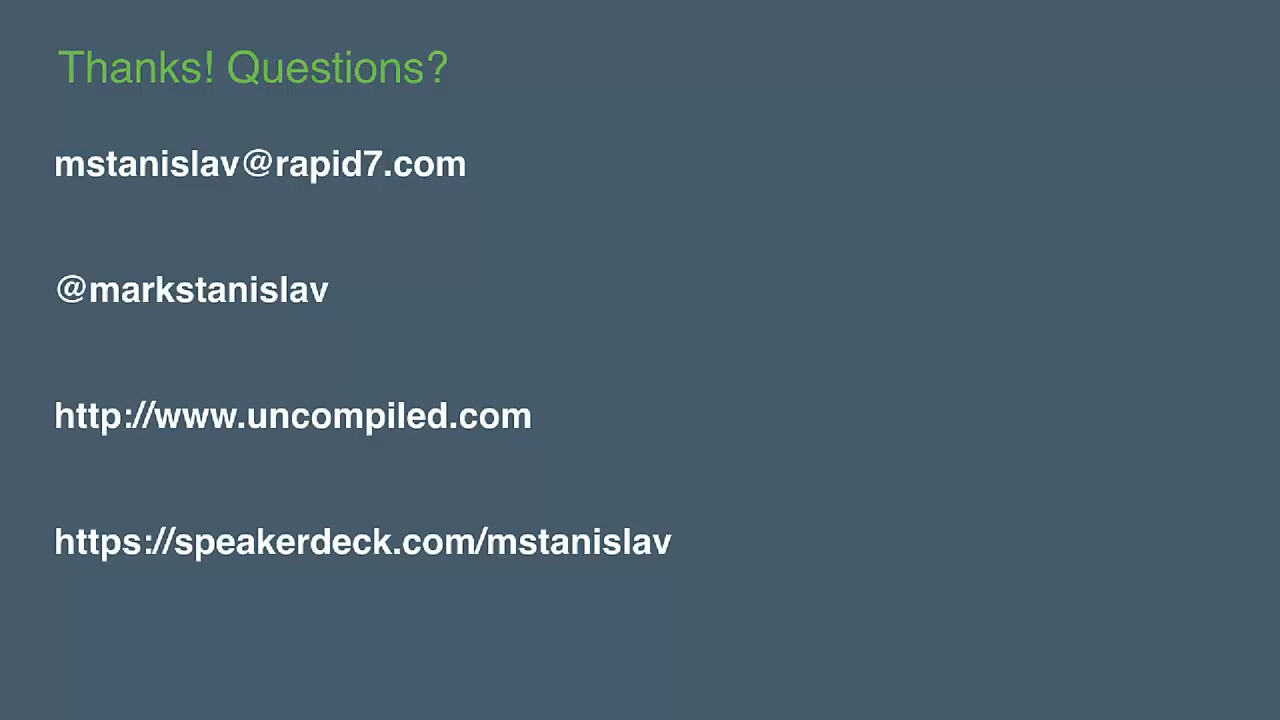 Thanks! Questions?
mstanislav@rapid7.com
@markstanislav
http://www.uncompiled.com
https://speakerdeck.com/mstanislav